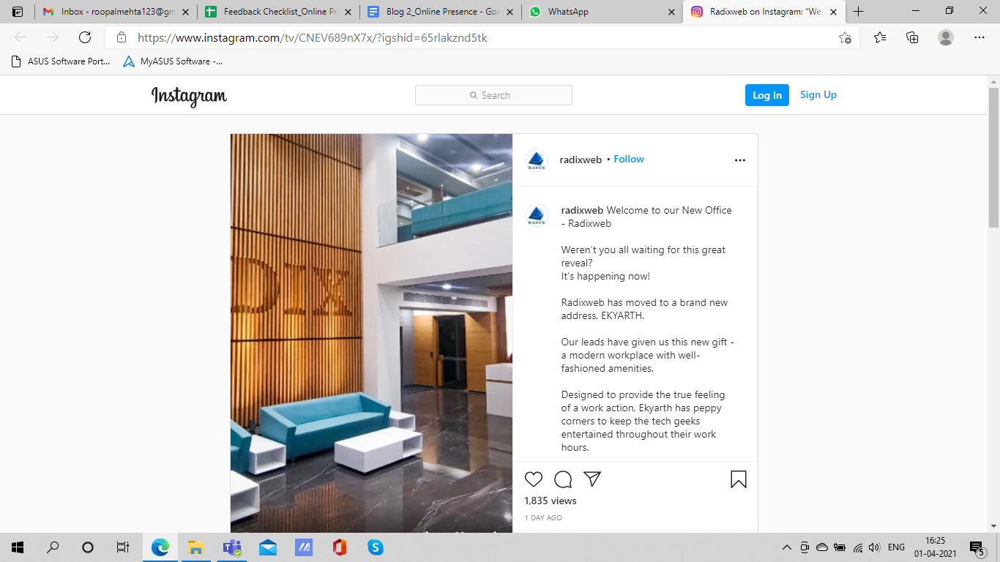 Inbox - roopalmehta123@gm
Feedback Checklist_Online Pr
Blog 2_Online Presence - Goo
WhatsApp
Radixweb on Instagram: “Wer
https://www.instagram.com/tv/CNEV689nX7x/?igshid=65rlakznd5tk
ASUS Software Port...
MyASUS Software -...
Instagram
Search
Log In
Sign Up
DIX
RADIX
radixweb • Follow
RADIX
radixweb Welcome to our New Office
- Radixweb
Weren’t you all waiting for this great
reveal?
It’s happening now!
Radixweb has moved to a brand new
address, EKYARTH.
Our leads have given us this new gift -
a modern workplace with well-
fashioned amenities.
Designed to provide the true feeling
of a work action, Ekyarth has peppy
corners to keep the tech geeks
entertained throughout their work
hours.
1,835 views
1 DAY AGO
ENG
16:25
01-04-2021
5